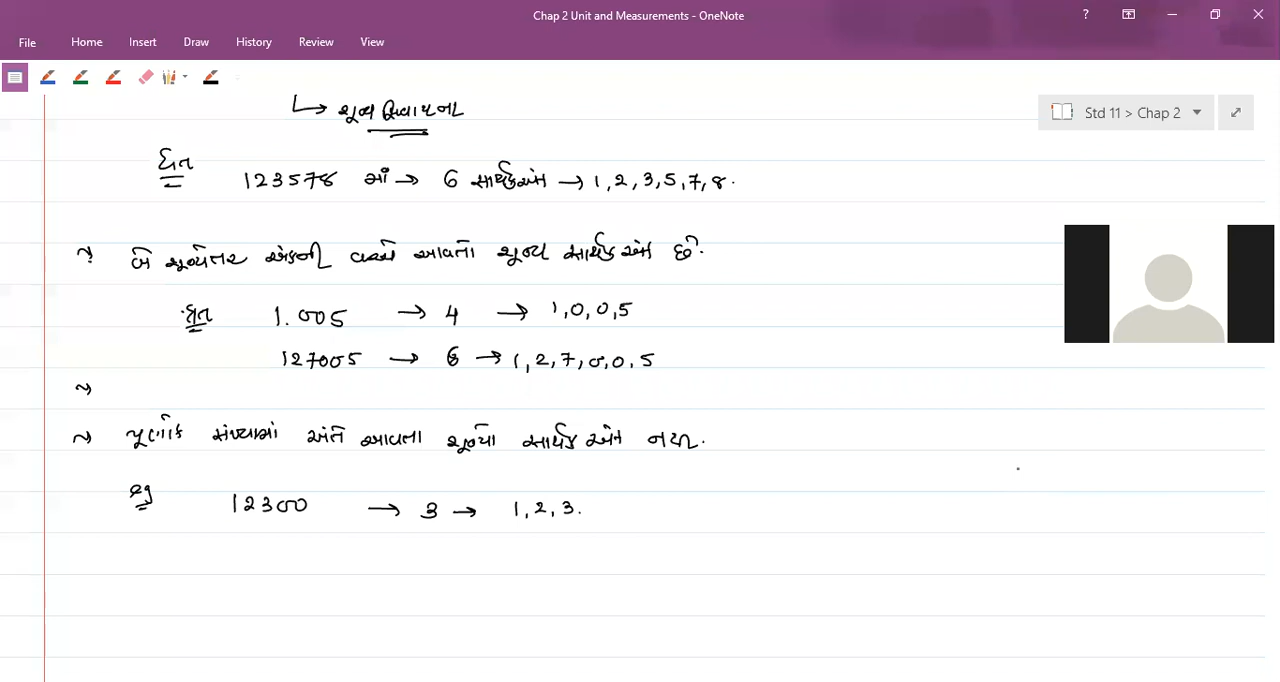 Chap 2 Unit and Measurements - OneNote
File Home Insert Draw History Review View
Std 11 > Chap 2
↳ શૂન્ય સિવાયના
દા.ત 123578 માં → 6 સાર્થક અંક → 1, 2, 3, 5, 7, 8.
બે શૂન્યેતર અંકની વચ્ચે આવતા શૂન્ય સાર્થક અંક છે.
દા.ત 1.005 → 4 → 1, 0, 0, 5
127005 → 6 → 1, 2, 7, 0, 0, 5
પૂર્ણાંક સંખ્યામાં અંતે આવતા શૂન્યો સાર્થક અંક નથી.
eg 12300 → 3 → 1, 2, 3.